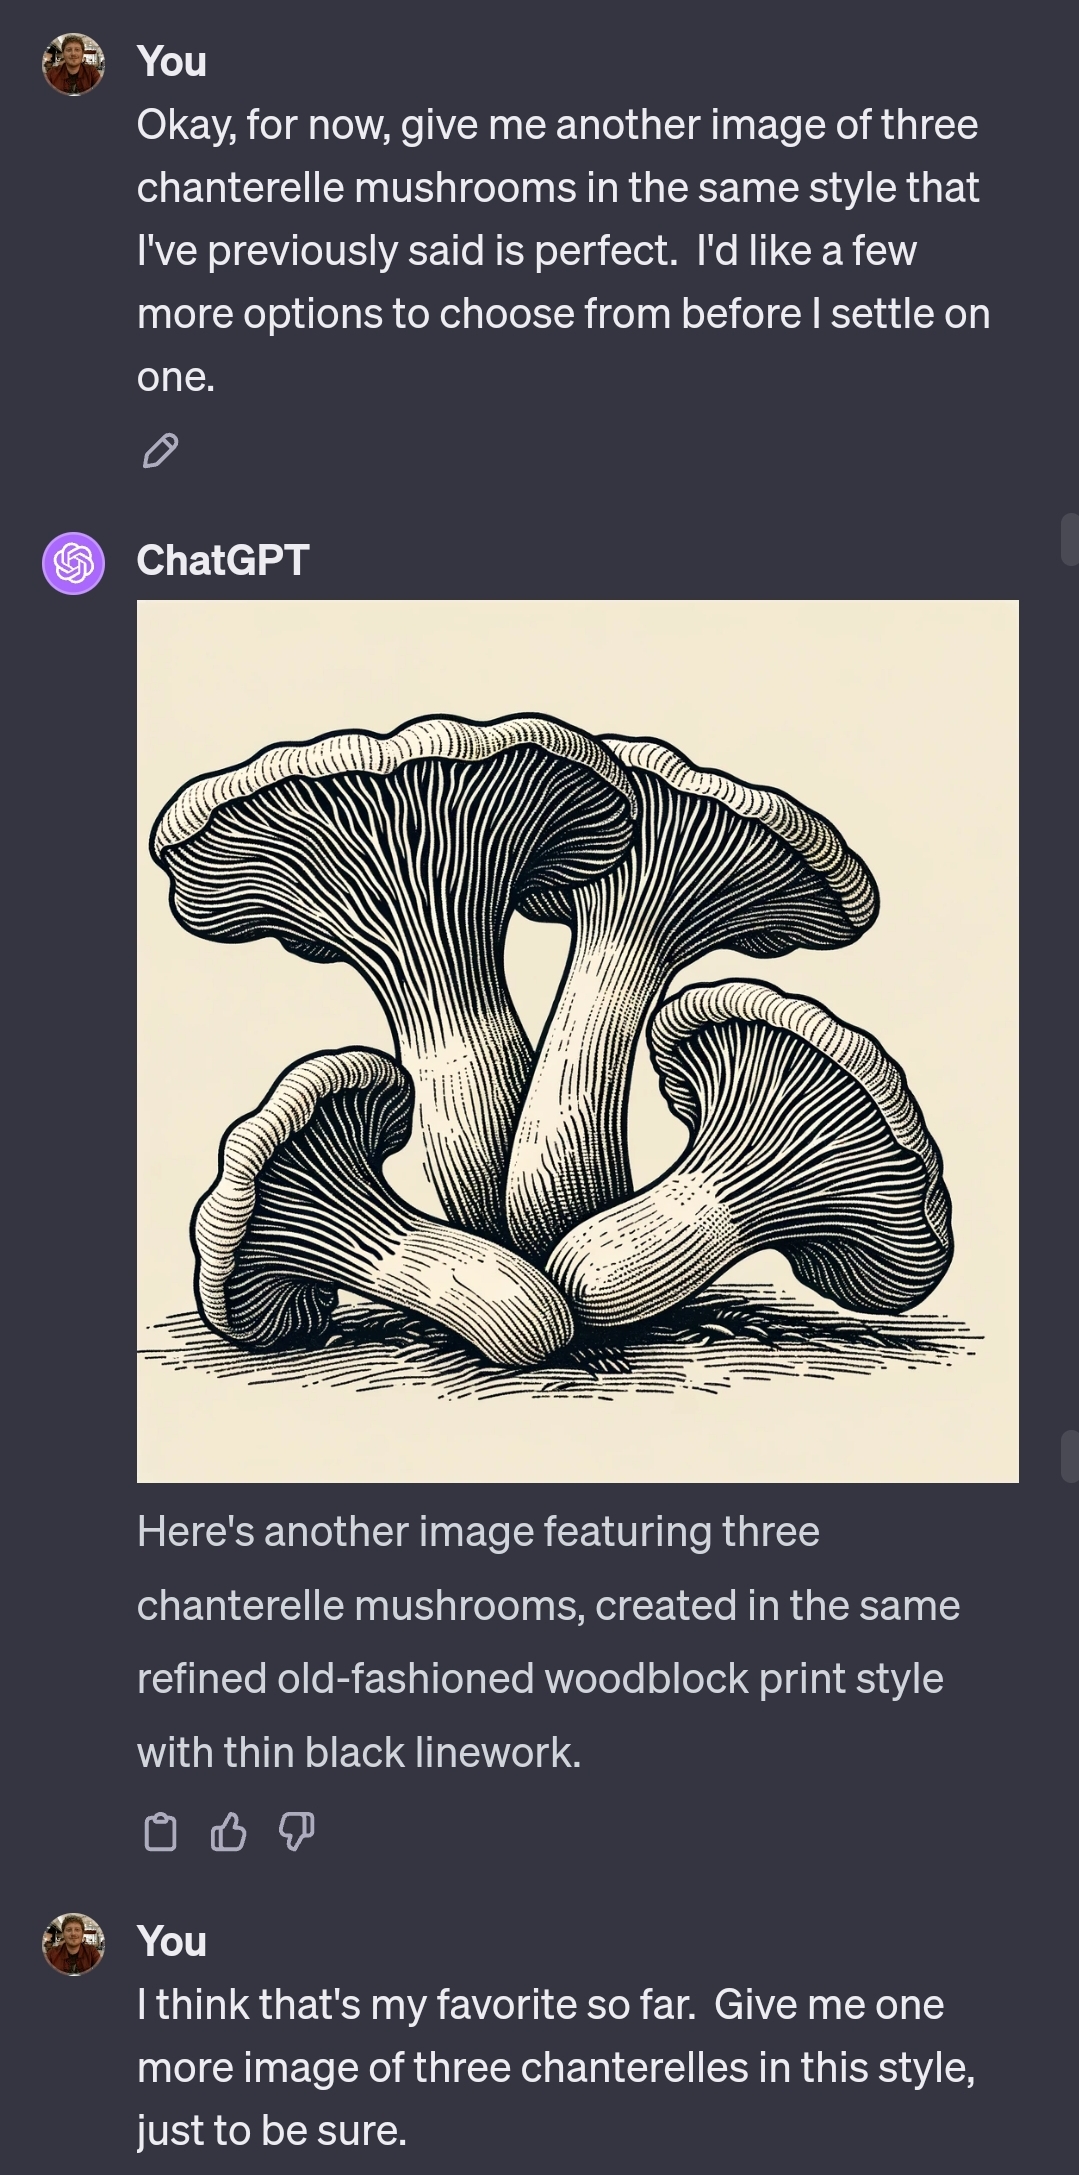 You
Okay, for now, give me another image of three
chanterelle mushrooms in the same style that
I've previously said is perfect.  I'd like a few
more options to choose from before I settle on
one.
ChatGPT
Here's another image featuring three
chanterelle mushrooms, created in the same
refined old-fashioned woodblock print style
with thin black linework.
You
I think that's my favorite so far.  Give me one
more image of three chanterelles in this style,
just to be sure.